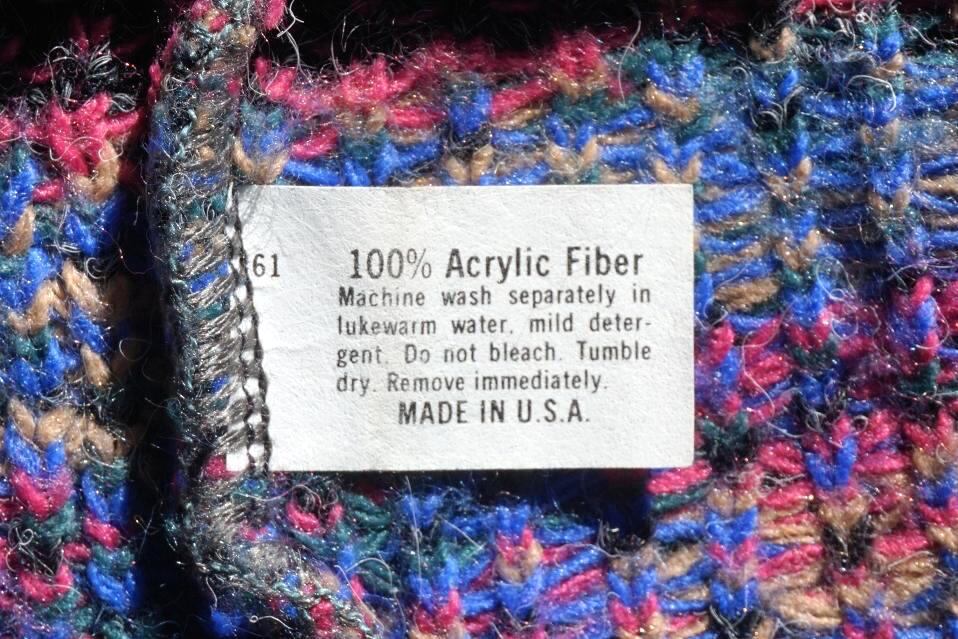 61
100% Acrylic Fiber
Machine wash separately in
lukewarm water, mild deter-
gent. Do not bleach. Tumble
dry. Remove immediately.
MADE IN U.S.A.